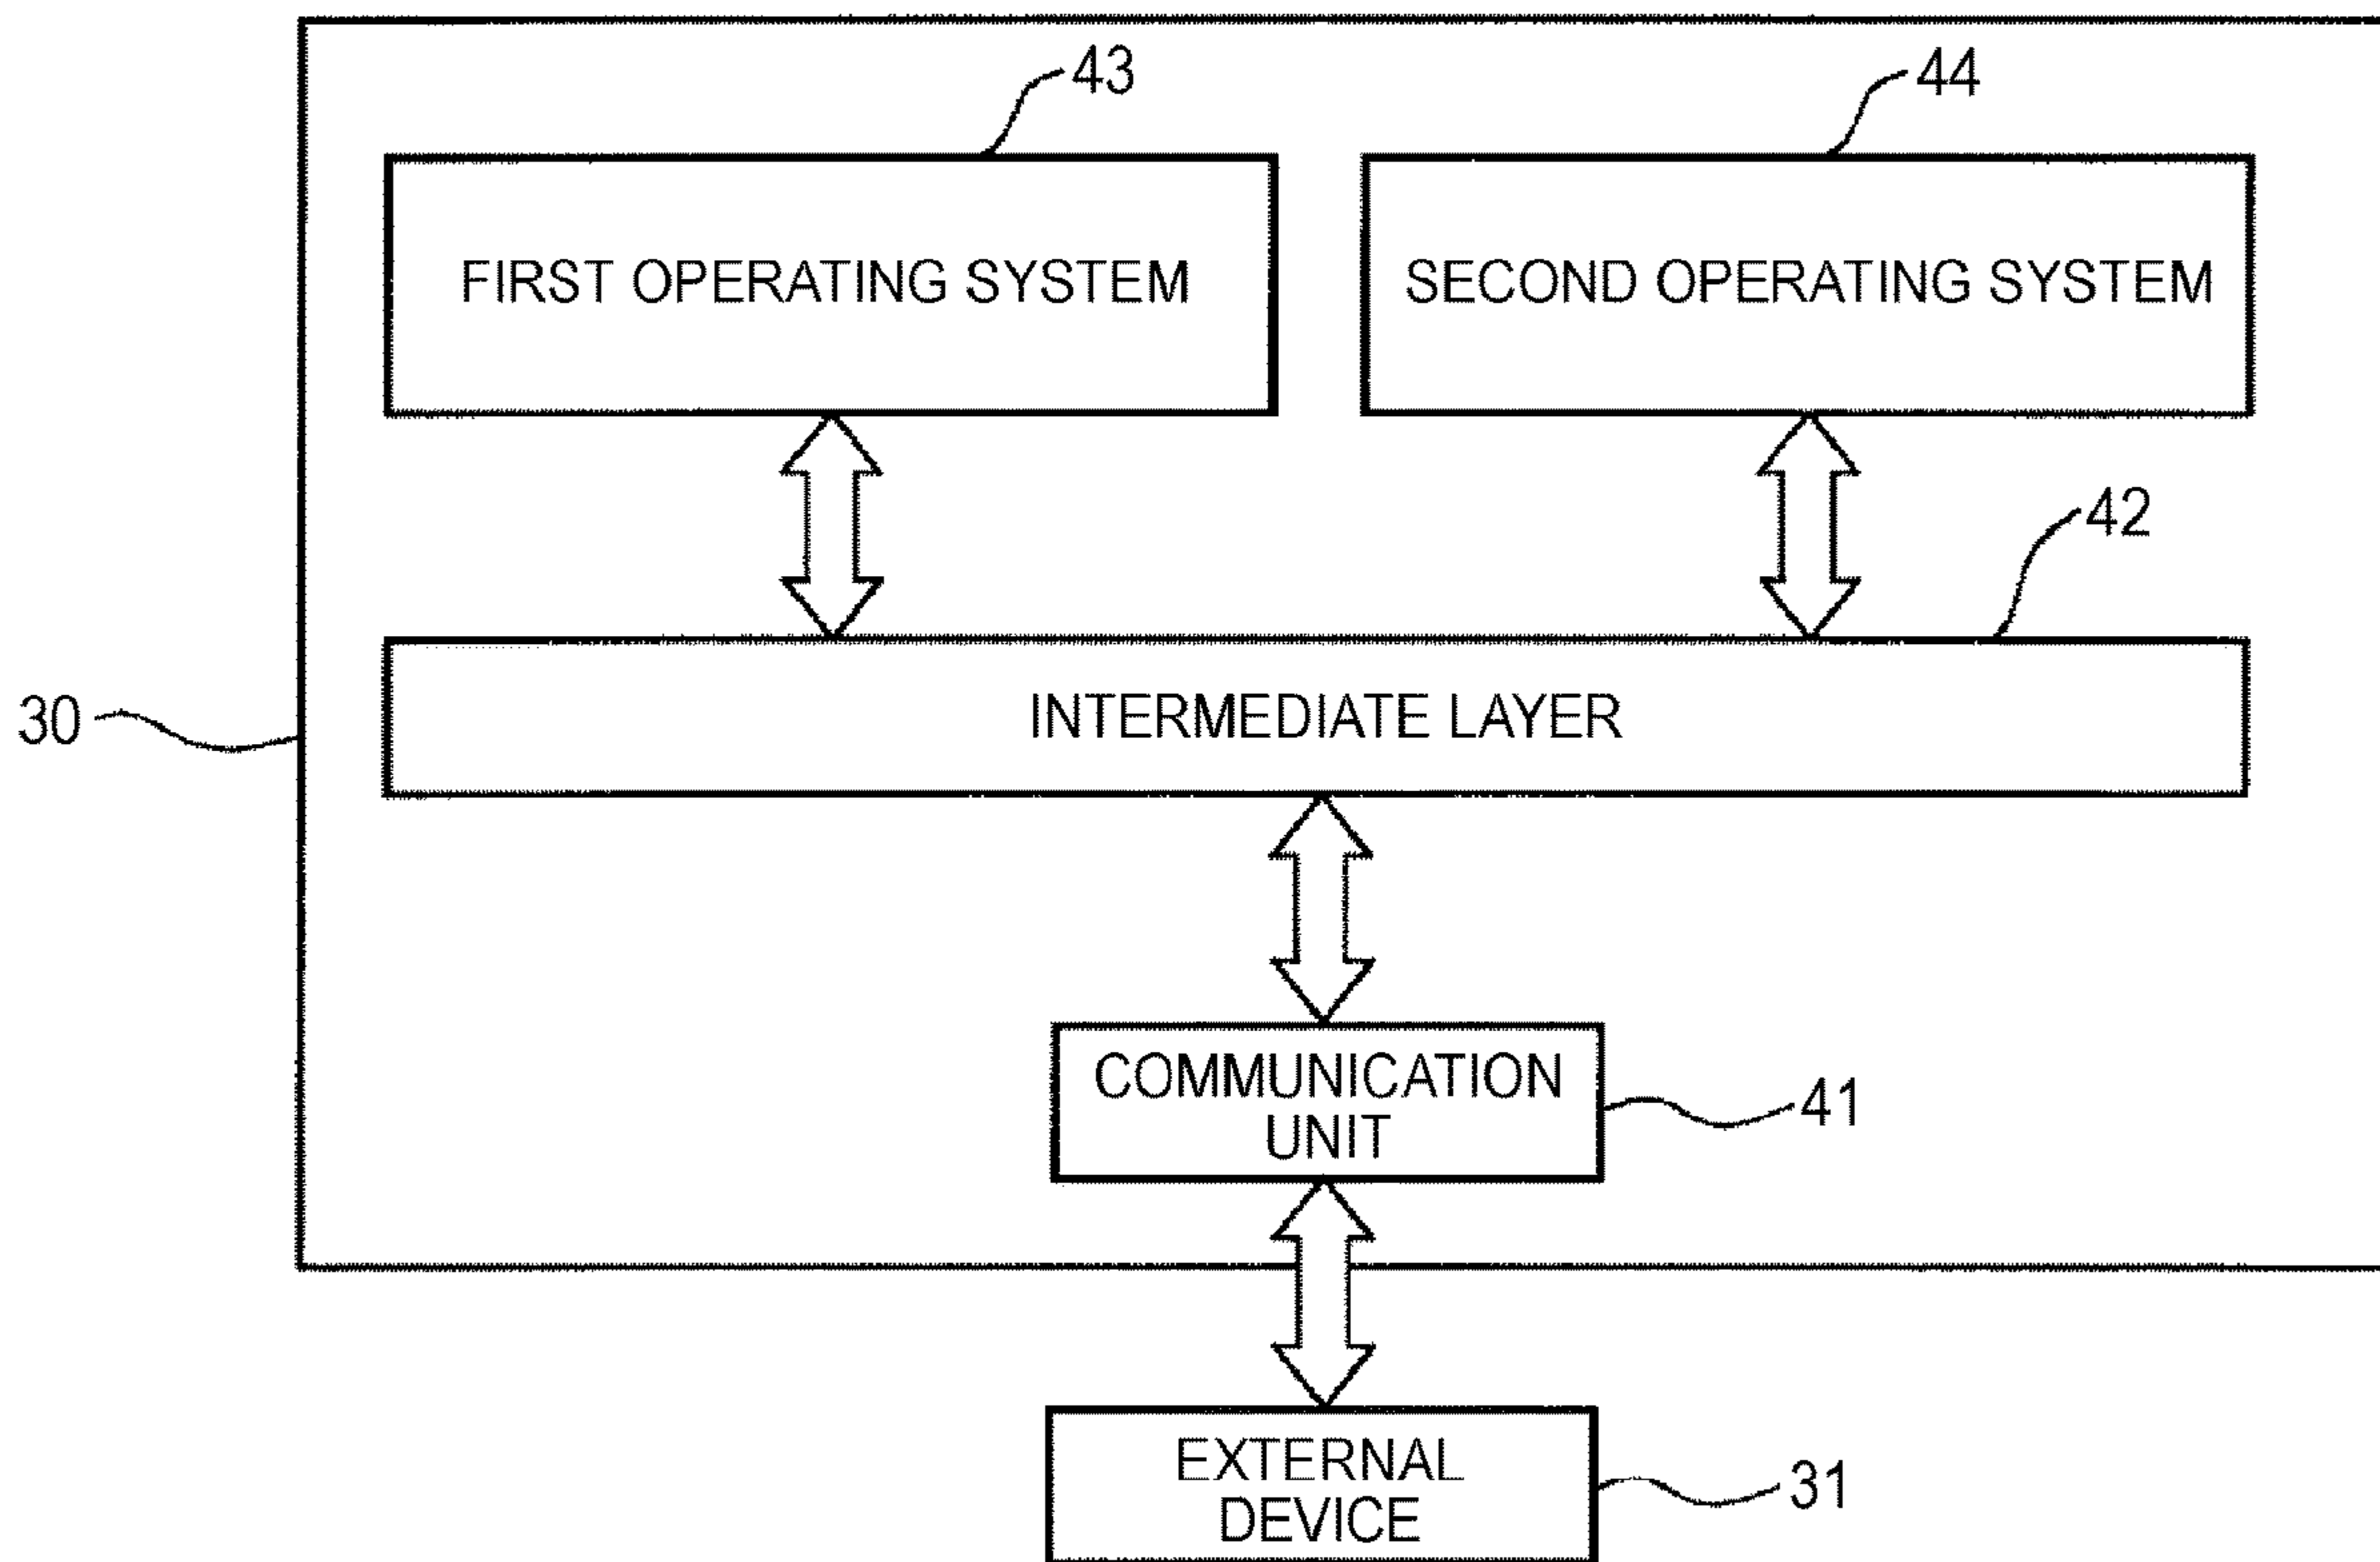 43
44
FIRST OPERATING SYSTEM
SECOND OPERATING SYSTEM
42
INTERMEDIATE LAYER
30
COMMUNICATION
UNIT
41
EXTERNAL
DEVICE
31